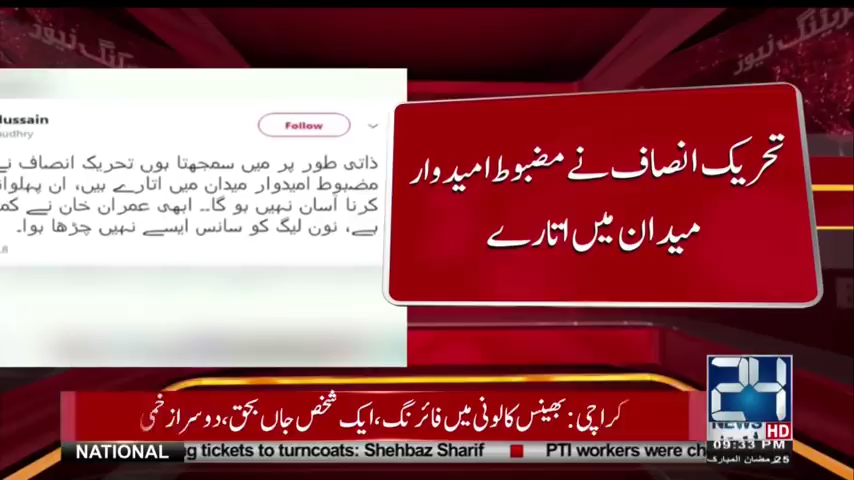 بریکنگ نیوز
بریکنگ نیوز
Hussain
udhry
Follow
ذاتی طور پر میں سمجھتا ہوں تحریک انصاف نے
مضبوط امیدوار میدان میں اتارے ہیں، ان پہلوا
کرنا آسان نہیں ہو گا۔۔ ابھی عمران خان نے کم
ہے، نون لیگ کو سانس ایسے نہیں چڑھا ہوا۔
تحریک انصاف نے مضبوط امیدوار
میدان میں اتارے
24
NEWS HD
کراچی: بھینس کالونی میں فائرنگ، ایک شخص جاں بحق، دوسرا زخمی
09:33 PM
NATIONAL
g tickets to turncoats: Shehbaz Sharif
PTI workers were ch
25 رمضان المبارک